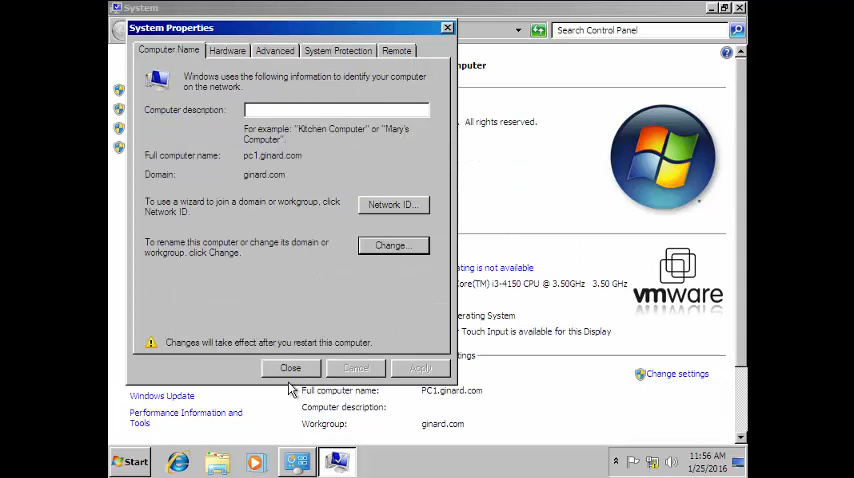 System
System Properties
Search Control Panel
Computer Name
Hardware
Advanced
System Protection
Remote
Windows uses the following information to identify your computer
on the network.
Computer description:
For example: "Kitchen Computer" or "Mary's
Computer".
Full computer name: pc1.ginard.com
Domain: ginard.com
To use a wizard to join a domain or workgroup, click
Network ID.
Network ID...
To rename this computer or change its domain or
workgroup, click Change.
Change...
Changes will take effect after you restart this computer.
Close
Cancel
Apply
mputer
All rights reserved.
ating is not available
Core(TM) i3-4150 CPU @ 3.50GHz 3.50 GHz
vmware
perating System
r Touch Input is available for this Display
ttings
Change settings
Full computer name: PC1.ginard.com
Computer description:
Workgroup: ginard.com
Windows Update
Performance Information and
Tools
Start
11:56 AM
1/25/2016